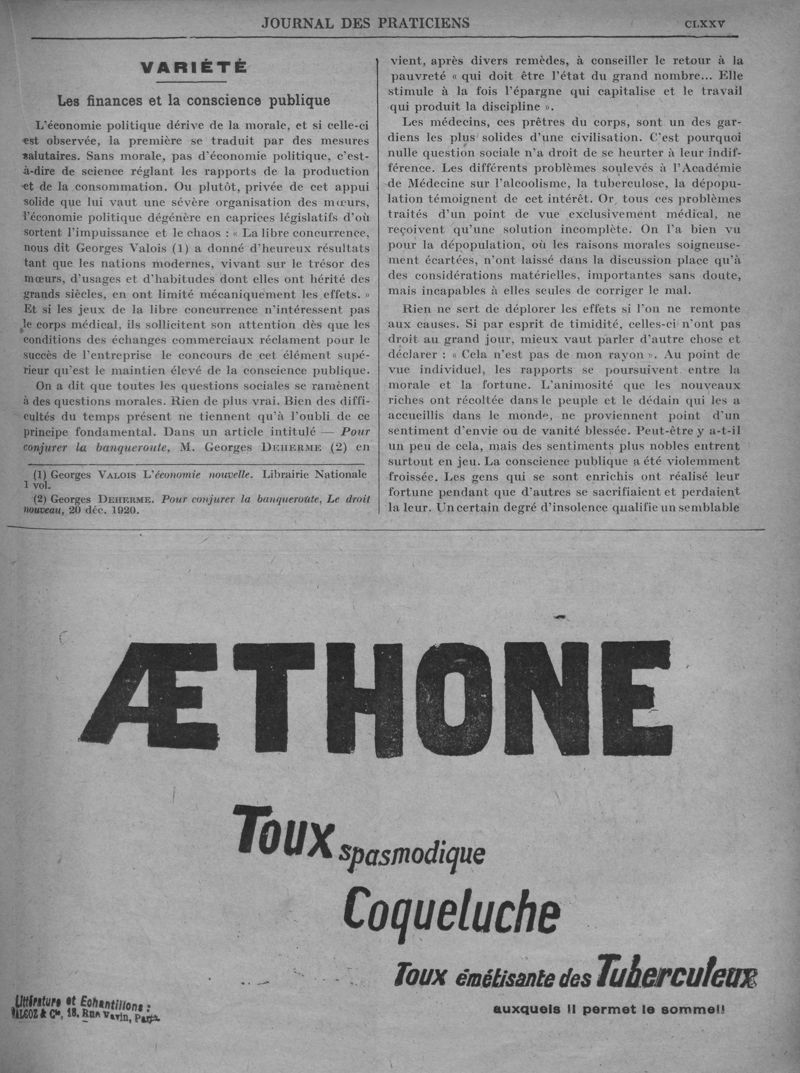 JOURNAL DES PRATICIENS
CLXXV
VARIÉTÉ
Les finances et la conscience publique
L'économie politique dérive de la morale, et si celle-ci
est observée, la première se traduit par des mesures
salutaires. Sans morale, pas d'économie politique, c'est-
à-dire de science réglant les rapports de la production
et de la consommation. Ou plutôt, privée de cet appui
solide que lui vaut une sévère organisation des mœurs,
l'économie politique dégénère en caprices législatifs d'où
sortent l'impuissance et le chaos : « La libre concurrence,
nous dit Georges Valois (1) a donné d'heureux résultats
tant que les nations modernes, vivant sur le trésor des
mœurs, d'usages et d'habitudes dont elles ont hérité des
grands siècles, en ont limité mécaniquement les effets. »
Et si les jeux de la libre concurrence n'intéressent pas
le corps médical, ils sollicitent son attention dès que les
conditions des échanges commerciaux réclament pour le
succès de l'entreprise le concours de cet élément supé-
rieur qu'est le maintien élevé de la conscience publique.
On a dit que toutes les questions sociales se ramènent
à des questions morales. Rien de plus vrai. Bien des diffi-
cultés du temps présent ne tiennent qu'à l'oubli de ce
principe fondamental. Dans un article intitulé — Pour
conjurer la banqueroute, M. Georges DEHERME (2) en
(1) Georges VALOIS L'économie nouvelle. Librairie Nationale
1 vol.
(2) Georges DEHERME. Pour conjurer la banqueroute, Le droit
nouveau, 20 déc. 1920.
vient, après divers remèdes, à conseiller le retour à la
pauvreté « qui doit être l'état du grand nombre... Elle
stimule à la fois l'épargne qui capitalise et le travail
qui produit la discipline ».
Les médecins, ces prêtres du corps, sont un des gar-
diens les plus solides d'une civilisation. C'est pourquoi
nulle question sociale n'a droit de se heurter à leur indif-
férence. Les différents problèmes soulevés à l'Académie
de Médecine sur l'alcoolisme, la tuberculose, la dépopu-
lation témoignent de cet intérêt. Or tous ces problèmes
traités d'un point de vue exclusivement médical, ne
reçoivent qu'une solution incomplète. On l'a bien vu
pour la dépopulation, où les raisons morales soigneuse-
ment écartées, n'ont laissé dans la discussion place qu'à
des considérations matérielles, importantes sans doute,
mais incapables à elles seules de corriger le mal.
Rien ne sert de déplorer les effets si l'on ne remonte
aux causes. Si par esprit de timidité, celles-ci n'ont pas
droit au grand jour, mieux vaut parler d'autre chose et
déclarer : « Cela n'est pas de mon rayon ». Au point de
vue individuel, les rapports se poursuivent entre la
morale et la fortune. L'animosité que les nouveaux
riches ont récoltée dans le peuple et le dédain qui les a
accueillis dans le monde, ne proviennent point d'un
sentiment d'envie ou de vanité blessée. Peut-être y a-t-il
un peu de cela, mais des sentiments plus nobles entrent
surtout en jeu. La conscience publique a été violemment
froissée. Les gens qui se sont enrichis ont réalisé leur
fortune pendant que d'autres se sacrifiaient et perdaient
la leur. Un certain degré d'insolence qualifie un semblable
ÆTHONE
Toux spasmodique
Coqueluche
Toux émétisante des Tuberculeux
auxquels il permet le sommeil
Littérature et Echantillons :
FALCOZ & Cie, 18, Rue Vavin, Paris.